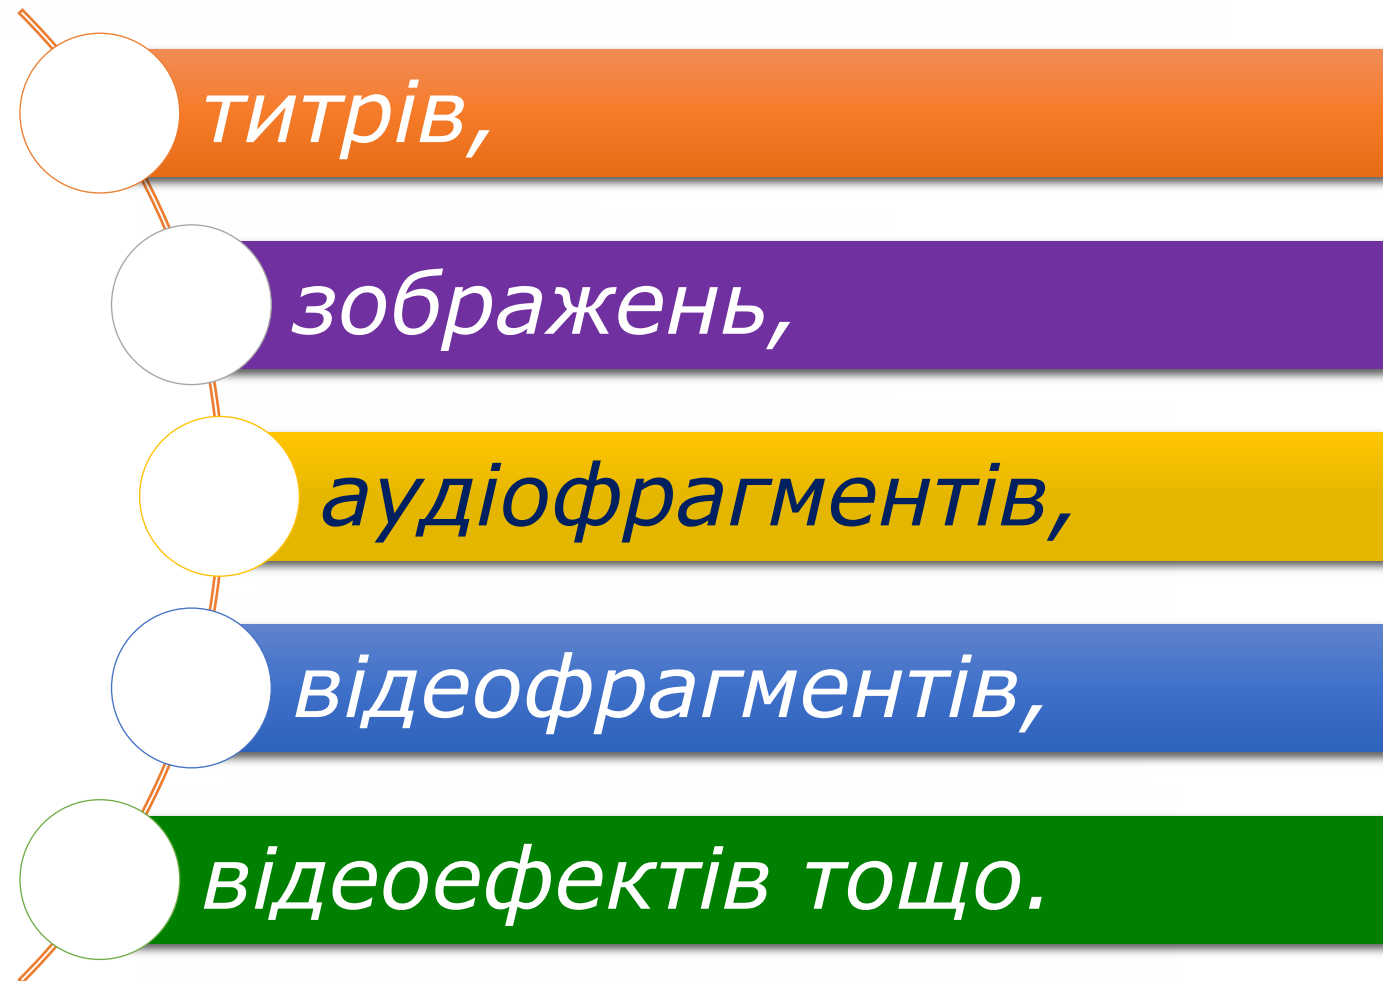 титрів,
зображень,
аудіофрагментів,
відеофрагментів,
відеоефектів тощо.